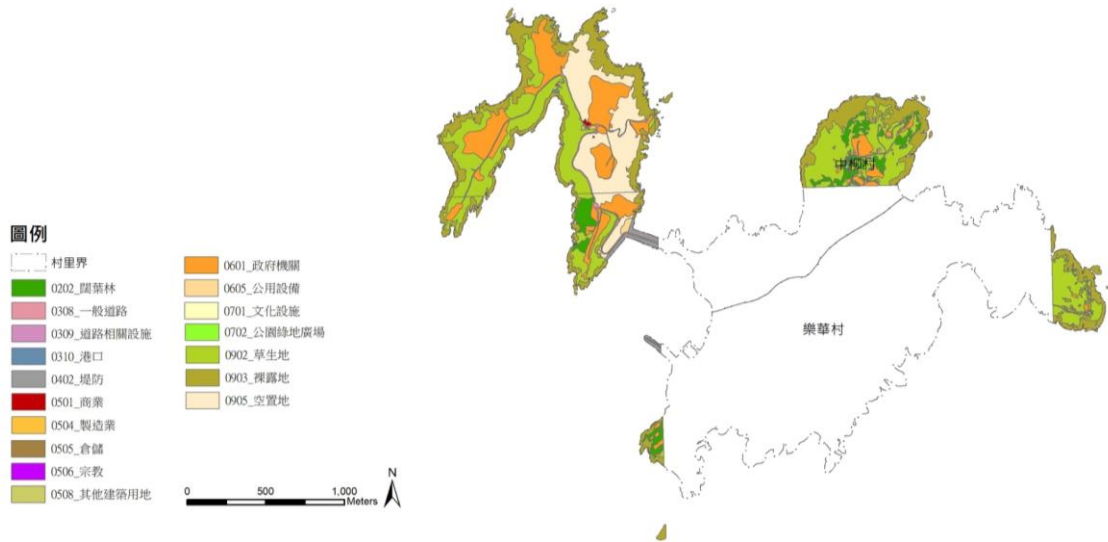 中柳村
樂華村
圖例
村里界
0202_闊葉林
0308_一般道路
0309_道路相關設施
0310_港口
0402_堤防
0501_商業
0504_製造業
0505_倉儲
0506_宗教
0508_其他建築用地
0601_政府機關
0605_公用設備
0701_文化設施
0702_公園綠地廣場
0902_草生地
0903_裸露地
0905_空置地
0 500 1,000
Meters
N